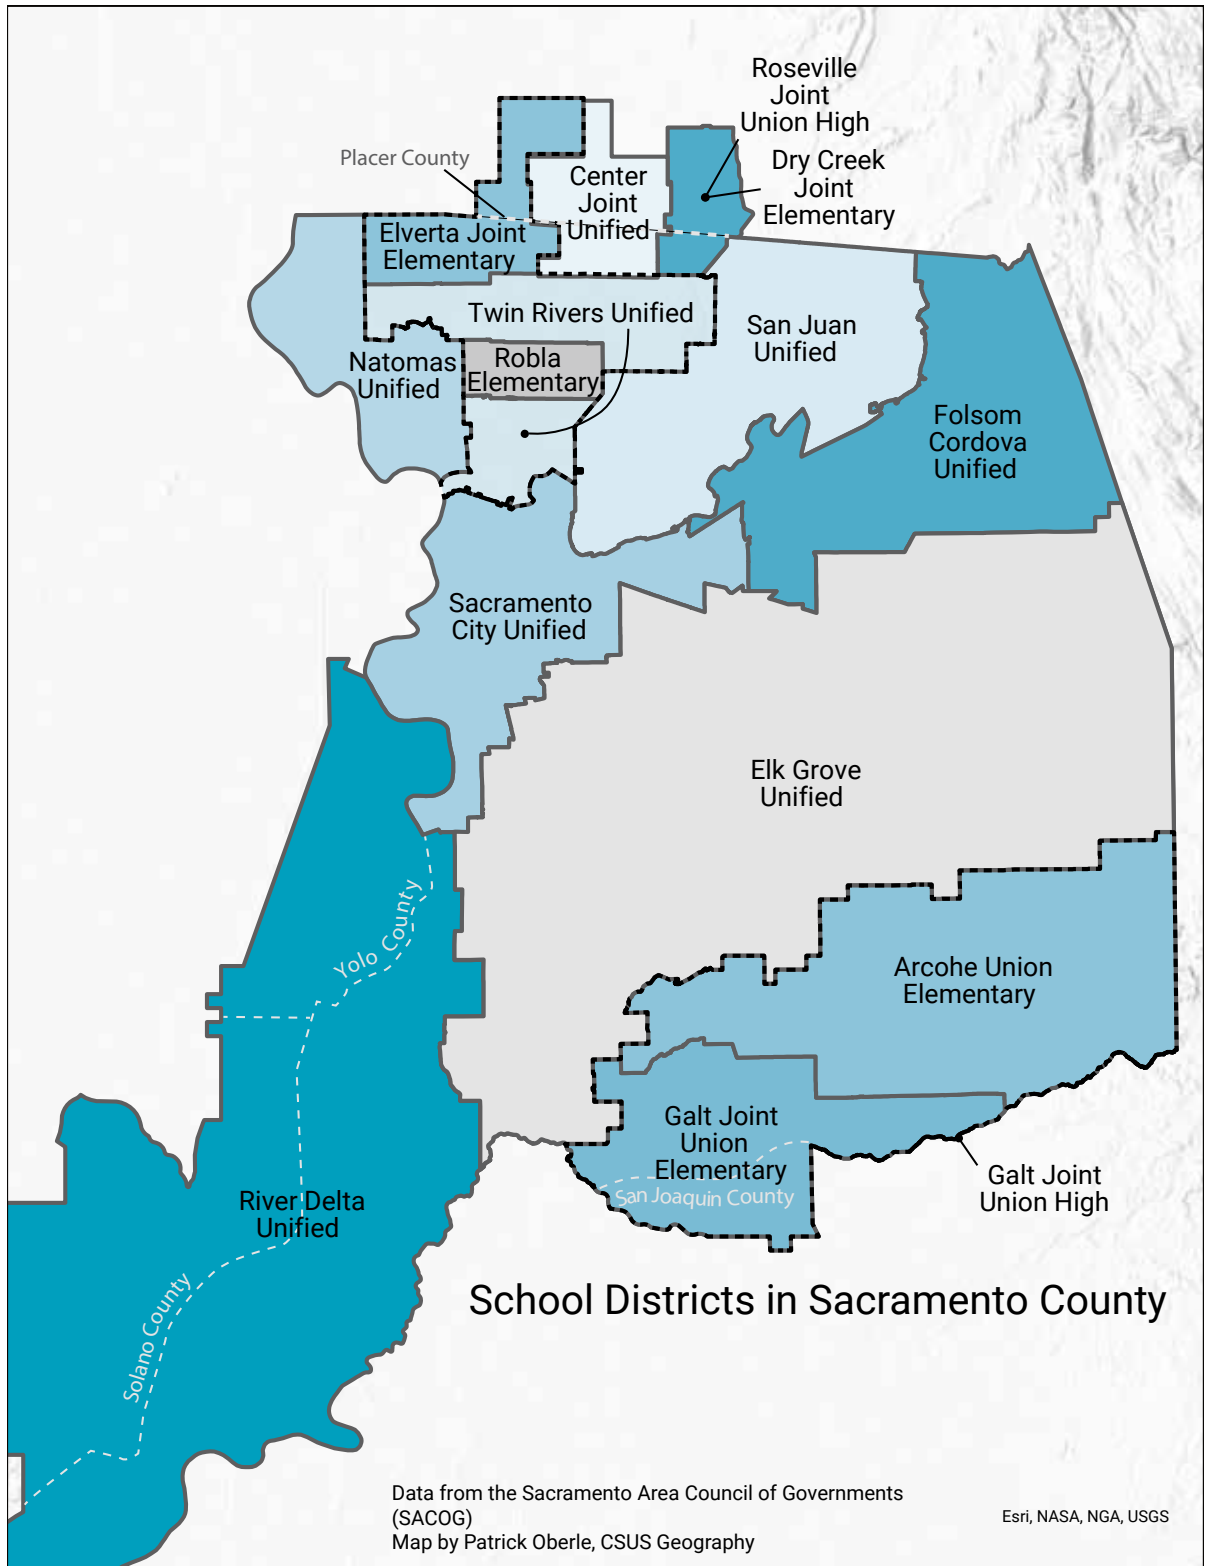 Roseville
Joint
Union High
Placer County
Dry Creek
Joint
Elementary
Center
Joint
Unified
Elverta Joint
Elementary
Twin Rivers Unified
San Juan
Unified
Natomas
Unified
Robla
Elementary
Folsom
Cordova
Unified
Sacramento
City Unified
Elk Grove
Unified
Yolo County
Arcohe Union
Elementary
Galt Joint
Union
Elementary
San Joaquin County
Galt Joint
Union High
River Delta
Unified
Solano County
School Districts in Sacramento County
Data from the Sacramento Area Council of Governments
(SACOG)
Map by Patrick Oberle, CSUS Geography
Esri, NASA, NGA, USGS